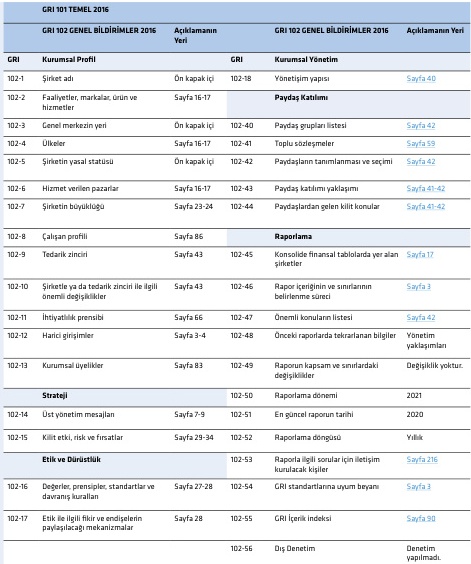 GRI 101 TEMEL 2016
GRI 102 GENEL BİLDİRİMLER 2016 Açıklamanın Yeri GRI 102 GENEL BİLDİRİMLER 2016 Açıklamanın Yeri
GRI Kurumsal Profil GRI Kurumsal Yönetim
102-1 Şirket adı Ön kapak içi 102-18 Yönetişim yapısı Sayfa 40
102-2 Faaliyetler, markalar, ürün ve hizmetler Sayfa 16-17 Paydaş Katılımı
102-3 Genel merkezin yeri Ön kapak içi 102-40 Paydaş grupları listesi Sayfa 42
102-4 Ülkeler Sayfa 16-17 102-41 Toplu sözleşmeler Sayfa 59
102-5 Şirketin yasal statüsü Ön kapak içi 102-42 Paydaşların tanımlanması ve seçimi Sayfa 42
102-6 Hizmet verilen pazarlar Sayfa 16-17 102-43 Paydaş katılımı yaklaşımı Sayfa 41-42
102-7 Şirketin büyüklüğü Sayfa 23-24 102-44 Paydaşlardan gelen kilit konular Sayfa 41-42
102-8 Çalışan profili Sayfa 86 Raporlama
102-9 Tedarik zinciri Sayfa 43 102-45 Konsolide finansal tablolarda yer alan şirketler Sayfa 17
102-10 Şirketle ya da tedarik zinciri ile ilgili önemli değişiklikler Sayfa 43 102-46 Rapor içeriğinin ve sınırlarının belirlenme süreci Sayfa 3
102-11 İhtiyatlılık prensibi Sayfa 66 102-47 Önemli konuların listesi Sayfa 42
102-12 Harici girişimler Sayfa 3-4 102-48 Önceki raporlarda tekrarlanan bilgiler Yönetim yaklaşımları
102-13 Kurumsal üyelikler Sayfa 83 102-49 Raporun kapsam ve sınırlardaki değişiklikler Değişiklik yoktur.
Strateji 102-50 Raporlama dönemi 2021
102-14 Üst yönetim mesajları Sayfa 7-9 102-51 En güncel raporun tarihi 2020
102-15 Kilit etki, risk ve fırsatlar Sayfa 29-34 102-52 Raporlama döngüsü Yıllık
Etik ve Dürüstlük 102-53 Raporla ilgili sorular için iletişim kurulacak kişiler Sayfa 216
102-16 Değerler, prensipler, standartlar ve davranış kuralları Sayfa 27-28 102-54 GRI standartlarına uyum beyanı Sayfa 3
102-17 Etik ile ilgili fikir ve endişelerin paylaşılacağı mekanizmalar Sayfa 28 102-55 GRI İçerik indeksi Sayfa 90
102-56 Dış Denetim Denetim yapılmadı.